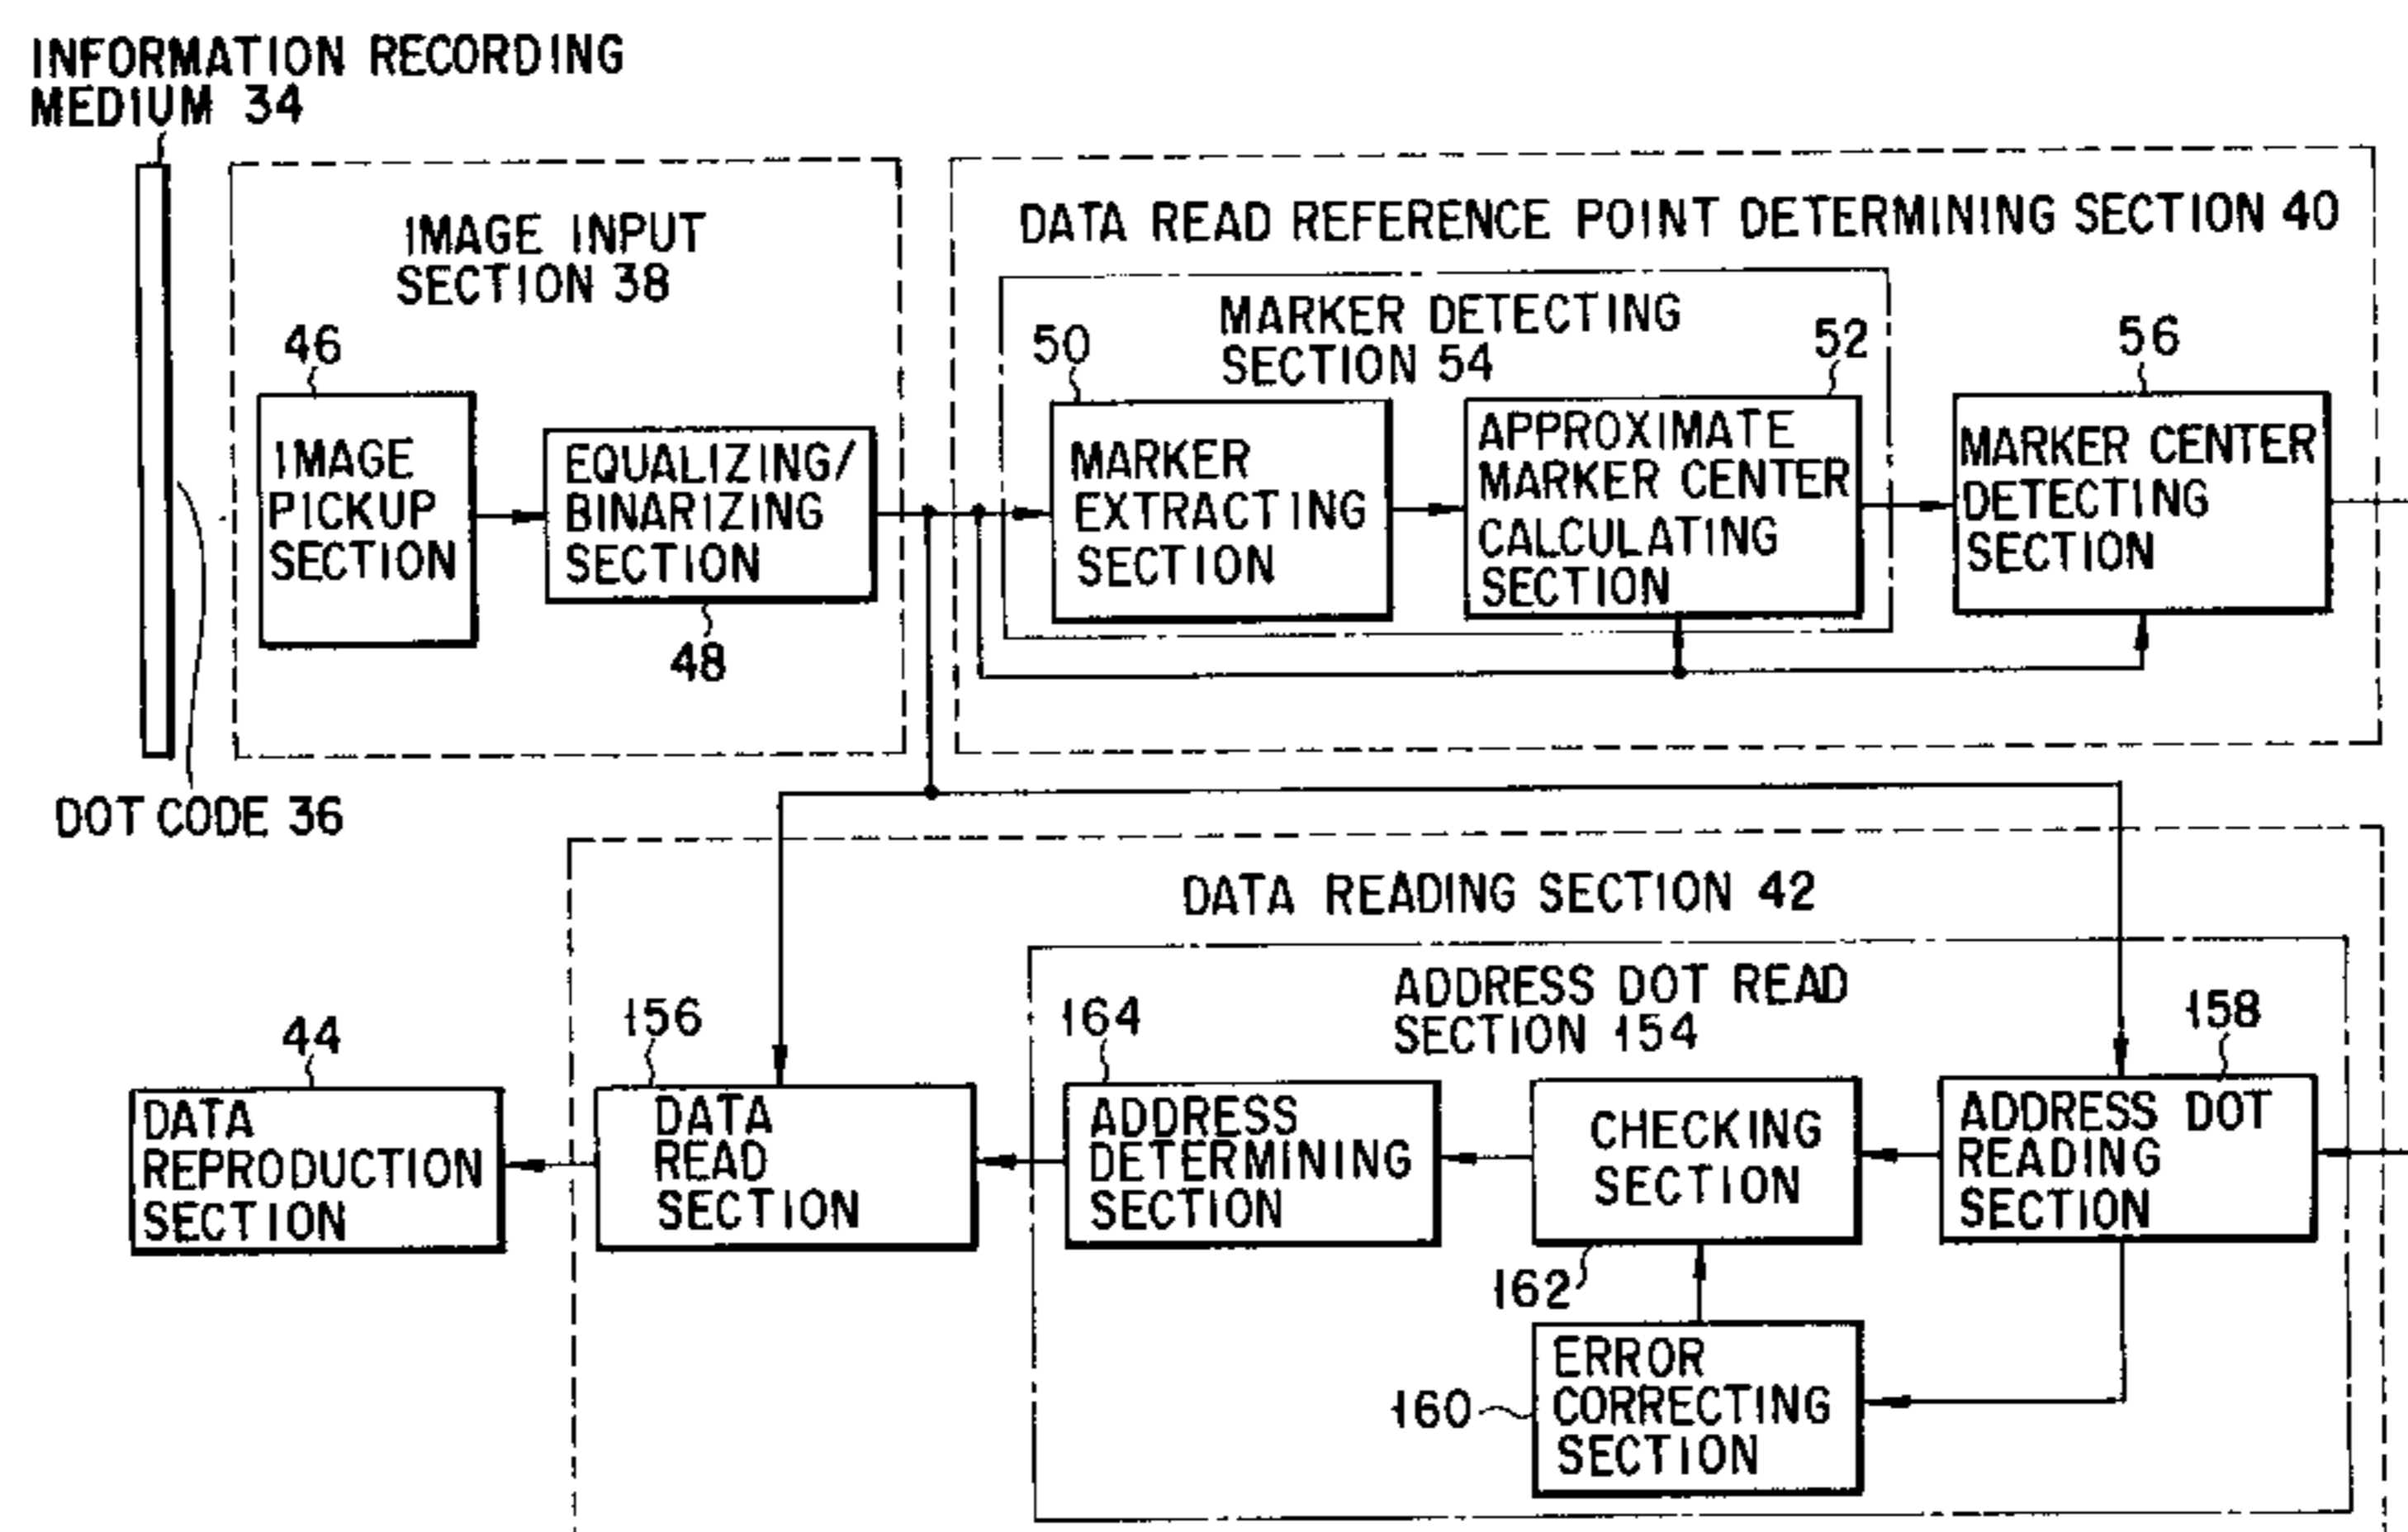 INFORMATION RECORDING
MEDIUM 34
IMAGE INPUT
SECTION 38
DATA READ REFERENCE POINT DETERMINING SECTION 40
MARKER DETECTING
SECTION 54
46
50
52
56
IMAGE
PICKUP
SECTION
EQUALIZING/
BINARIZING
SECTION
48
MARKER
EXTRACTING
SECTION
APPROXIMATE
MARKER CENTER
CALCULATING
SECTION
MARKER CENTER
DETECTING
SECTION
DOT CODE 36
DATA READING SECTION 42
ADDRESS DOT READ
SECTION 154
44
156
164
158
DATA
REPRODUCTION
SECTION
DATA
READ
SECTION
ADDRESS
DETERMINING
SECTION
CHECKING
SECTION
162
ADDRESS DOT
READING
SECTION
160
ERROR
CORRECTING
SECTION